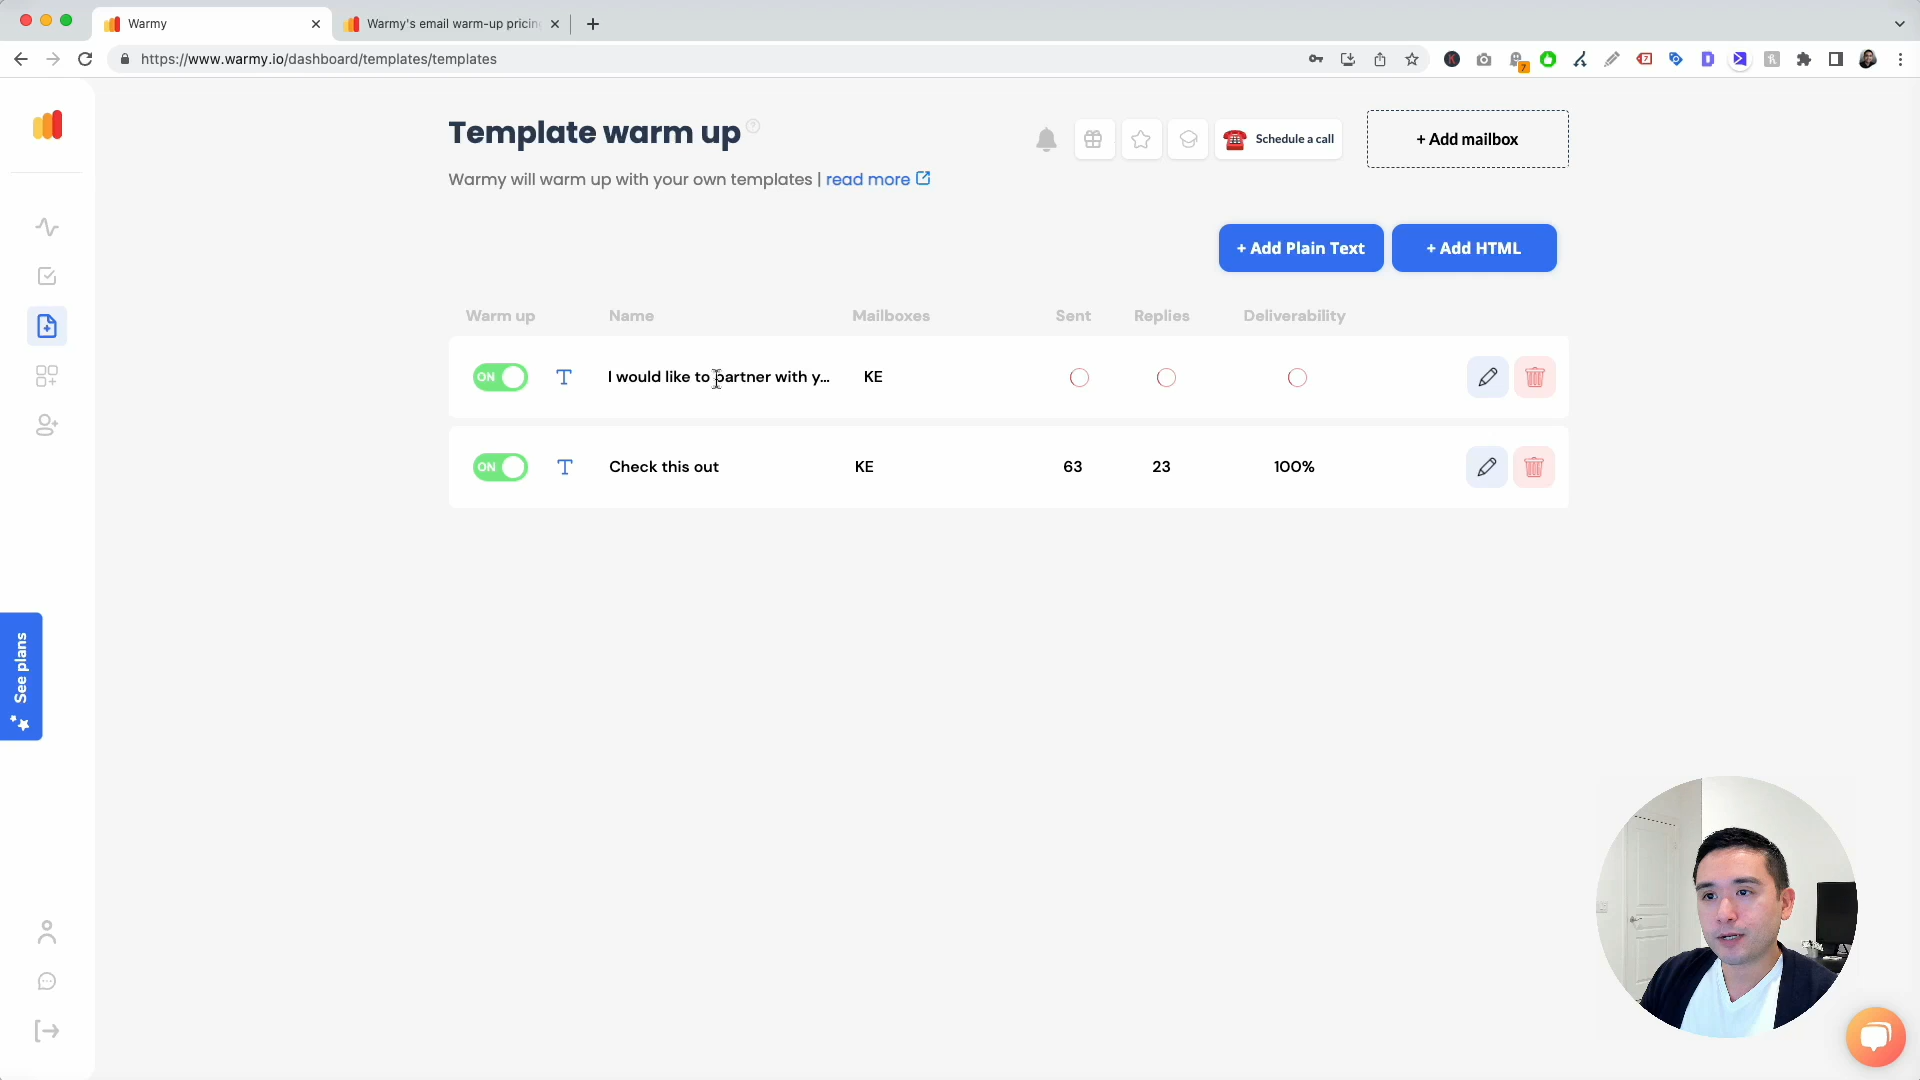 Warmy
Warmy's email warm-up pricin
https://www.warmy.io/dashboard/templates/templates
7
7
Template warm up
?
Schedule a call
+ Add mailbox
Warmy will warm up with your own templates | read more
+ Add Plain Text
+ Add HTML
Warm up Name Mailboxes Sent Replies Deliverability
ON T I would like to partner with y... KE
ON T Check this out KE 63 23 100%
See plans